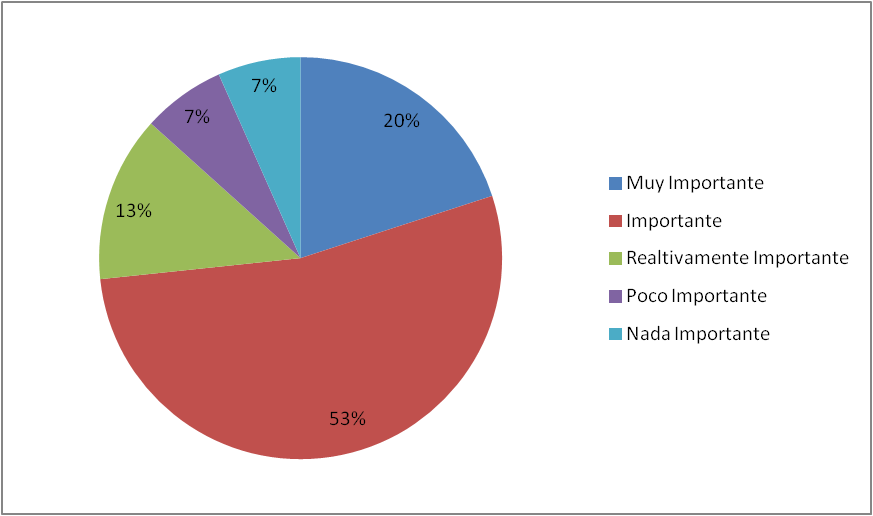 7%
7%
20%
13%
53%
Muy Importante
Importante
Realtivamente Importante
Poco Importante
Nada Importante